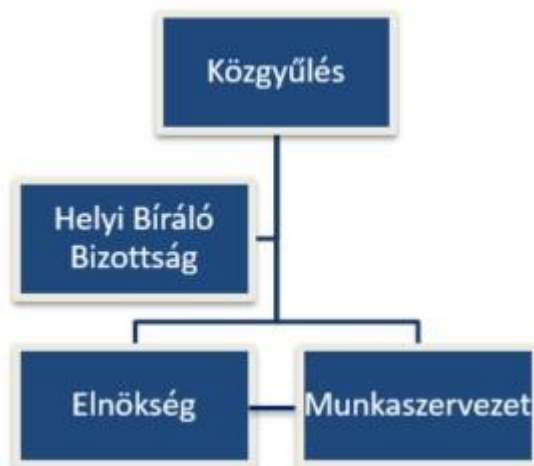 Közgyűlés
Helyi Bíráló
Bizottság
Elnökség
Munkaszervezet